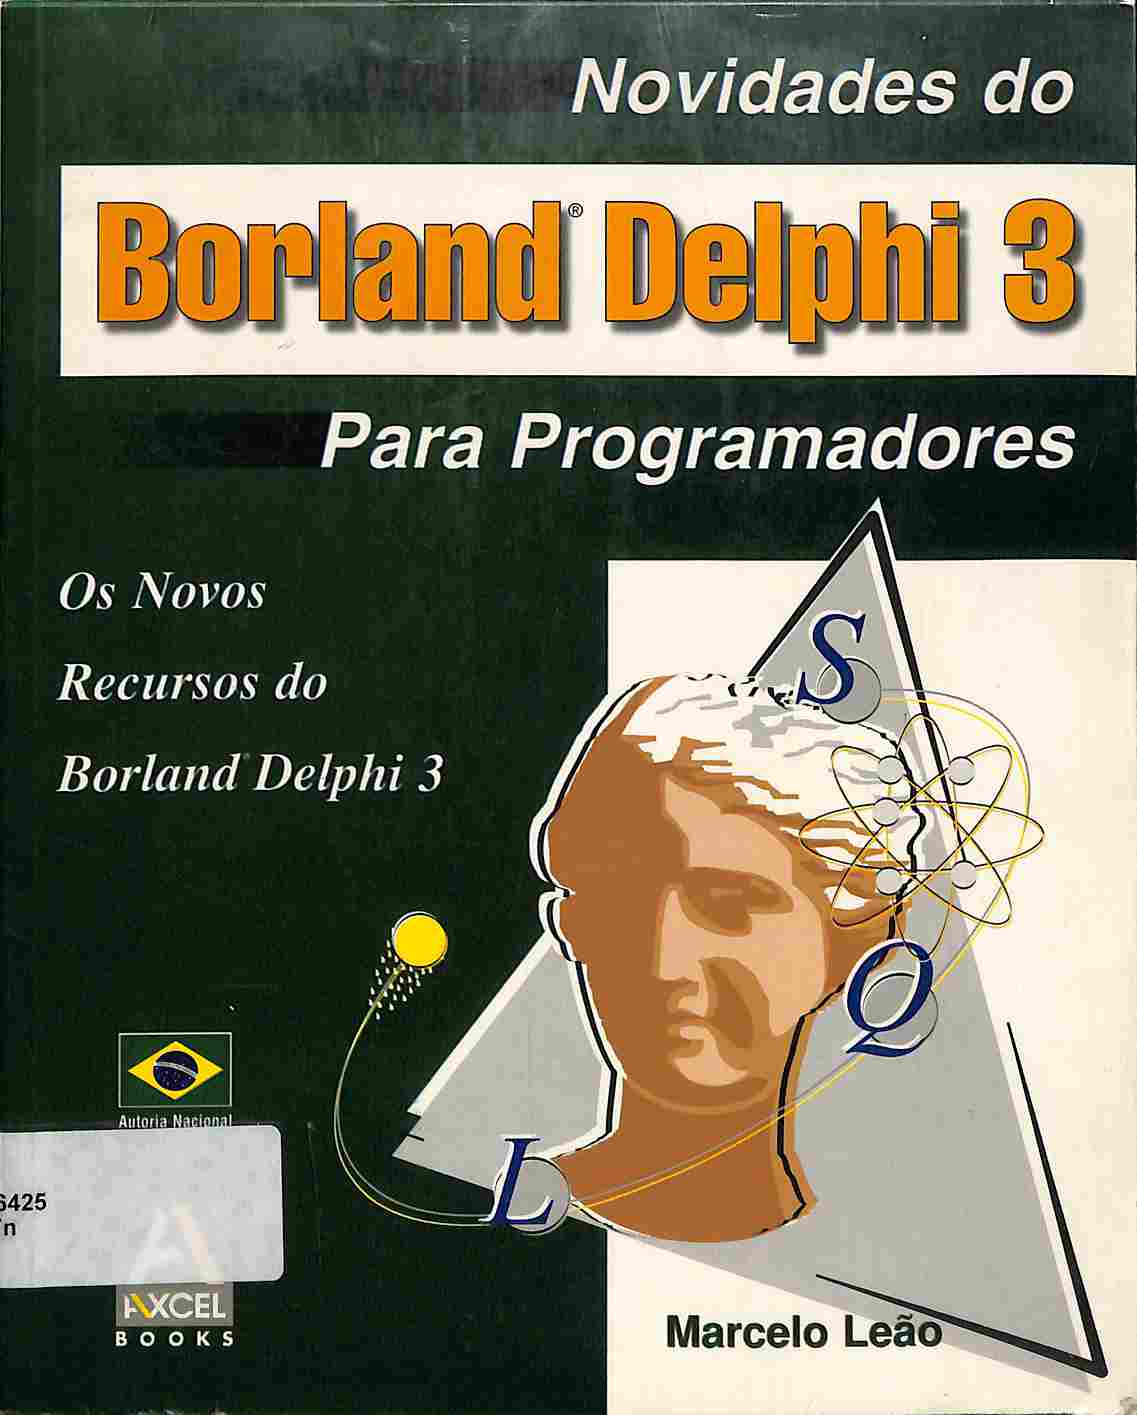 Novidades do
Borland® Delphi 3
Para Programadores
Os Novos
Recursos do
Borland Delphi 3
S
Q
L
Autoria Nacional
6425
n
AXCEL
BOOKS
Marcelo Leão